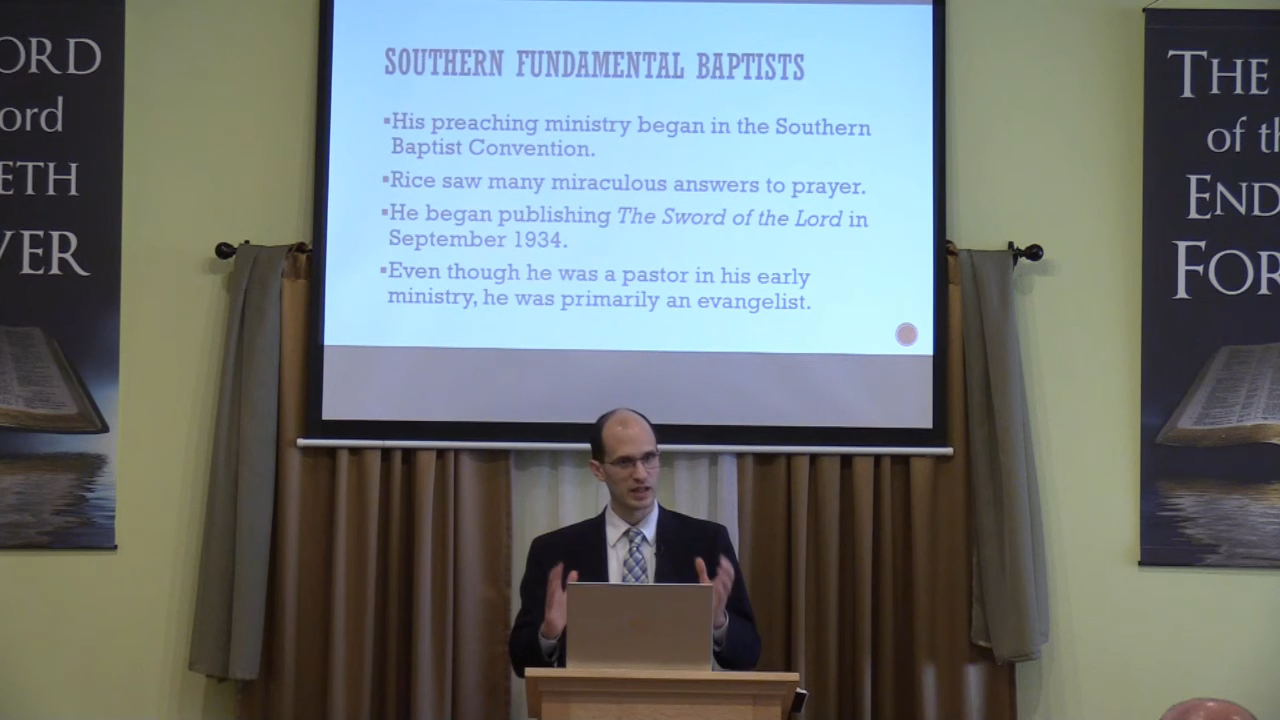 SOUTHERN FUNDAMENTAL BAPTISTS
▪His preaching ministry began in the Southern
Baptist Convention.
▪Rice saw many miraculous answers to prayer.
▪He began publishing The Sword of the Lord in
September 1934.
▪Even though he was a pastor in his early
ministry, he was primarily an evangelist.
ORD
ord
ETH
VER
THE
of th
END
FOR